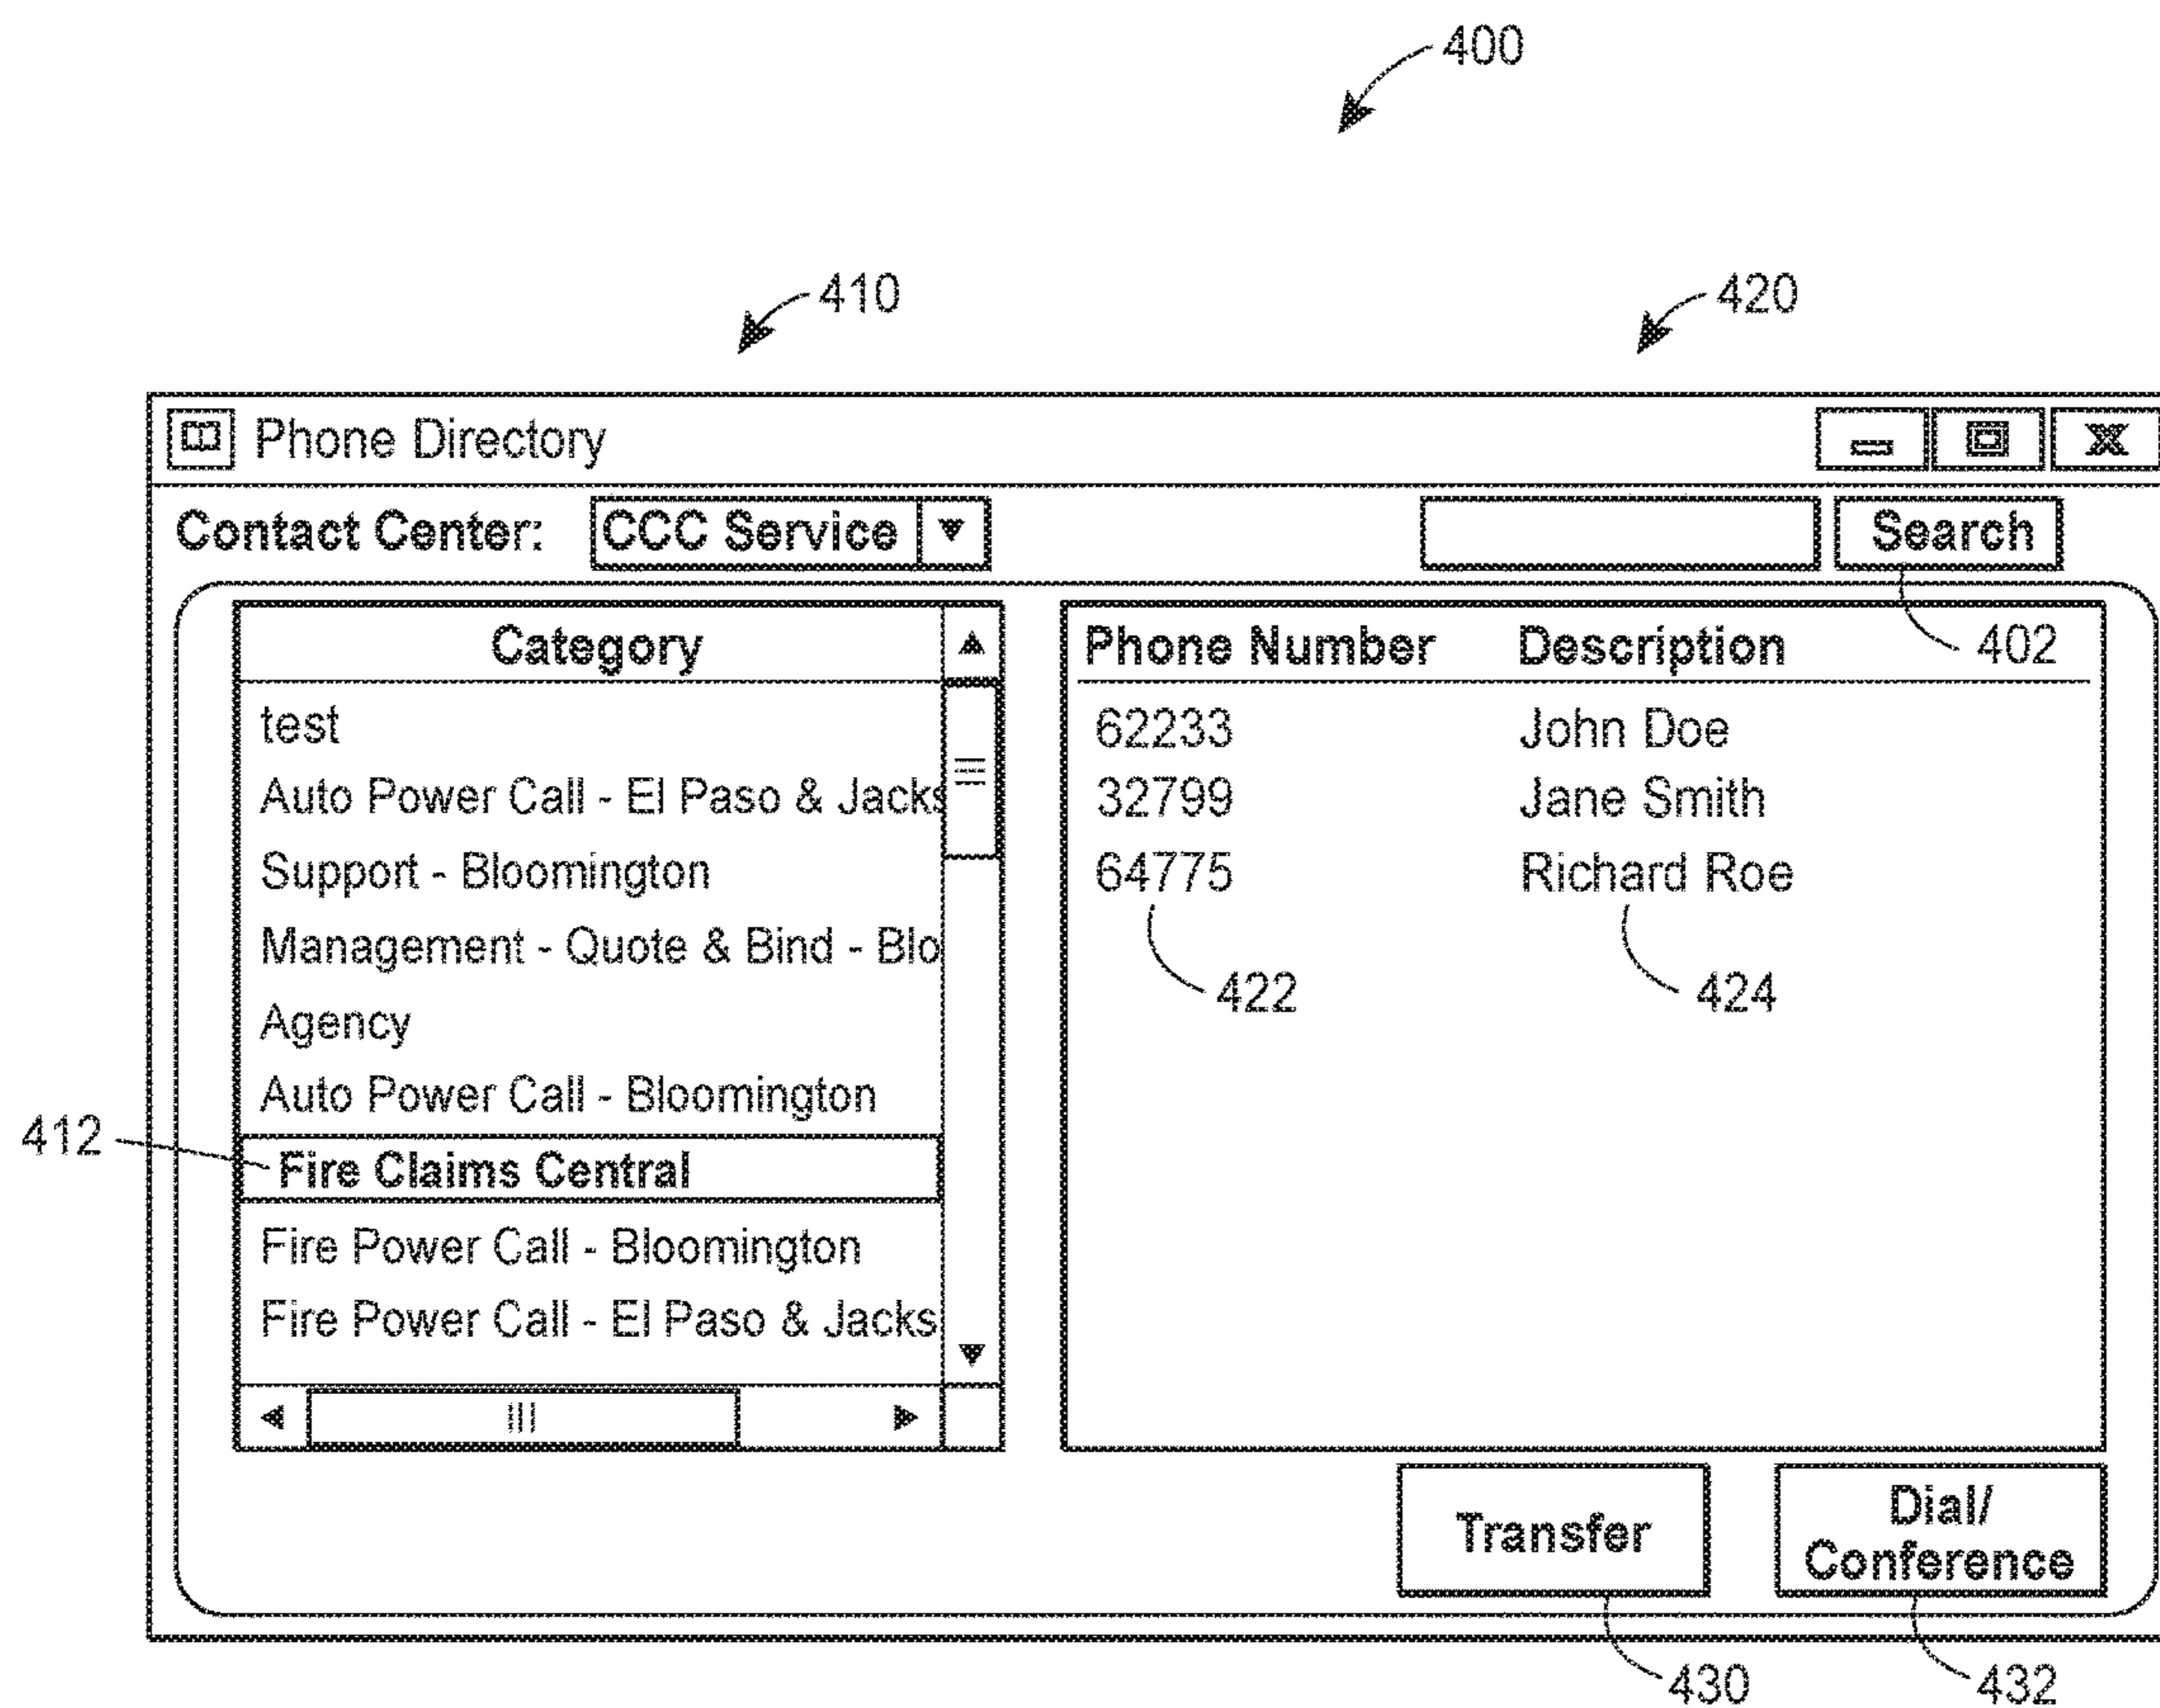 400
410
420
Phone Directory
Contact Center: CCC Service Search
402
Category
test
Auto Power Call - El Paso & Jacks
Support - Bloomington
Management - Quote & Bind - Blo
Agency
Auto Power Call - Bloomington
412
Fire Claims Central
Fire Power Call - Bloomington
Fire Power Call - El Paso & Jacks
Phone Number Description
62233 John Doe
32799 Jane Smith
64775 Richard Roe
422 424
Transfer
Dial/
Conference
430 432